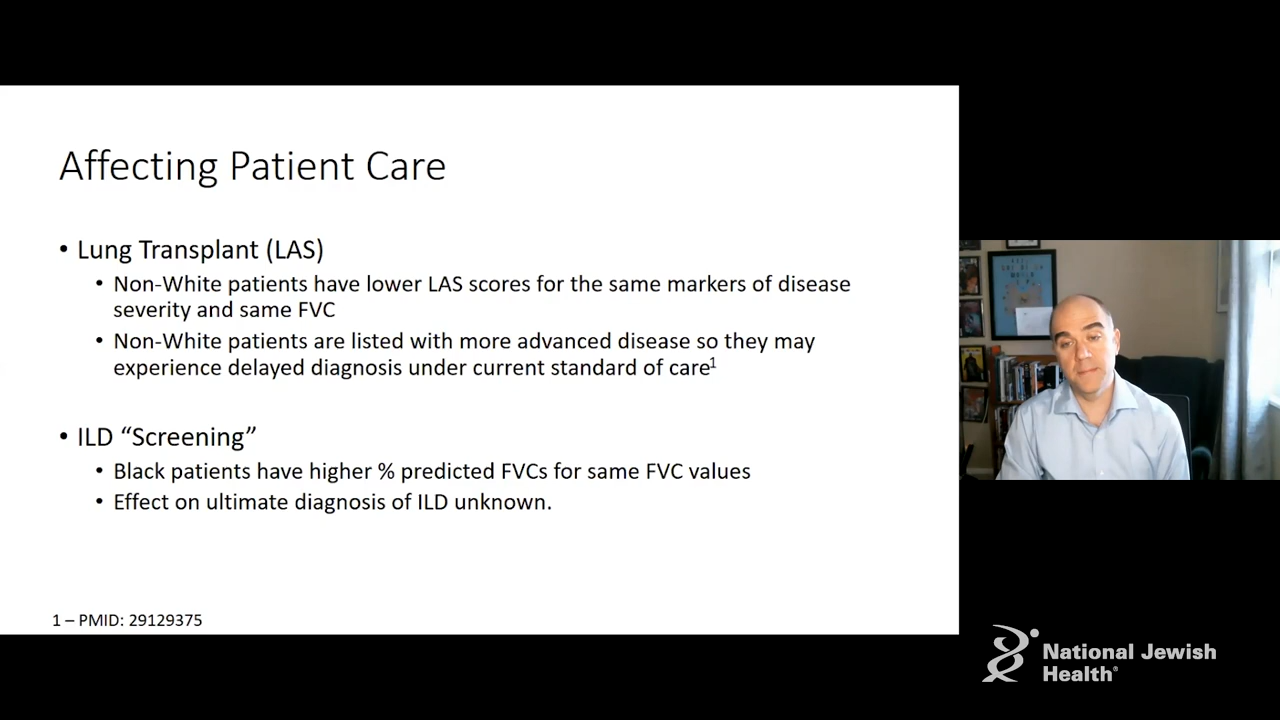 Affecting Patient Care
• Lung Transplant (LAS)
• Non-White patients have lower LAS scores for the same markers of disease
severity and same FVC
• Non-White patients are listed with more advanced disease so they may
experience delayed diagnosis under current standard of care¹
• ILD “Screening”
• Black patients have higher % predicted FVCs for same FVC values
• Effect on ultimate diagnosis of ILD unknown.
1 – PMID: 29129375
National Jewish
Health®